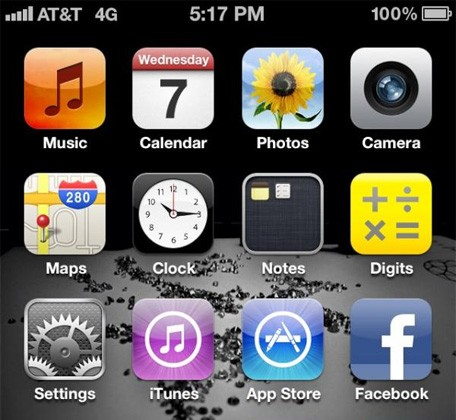 AT&T 4G 5:17 PM 100%
Wednesday
7
Music Calendar Photos Camera
280
12
Maps Clock Notes Digits
Settings iTunes App Store Facebook